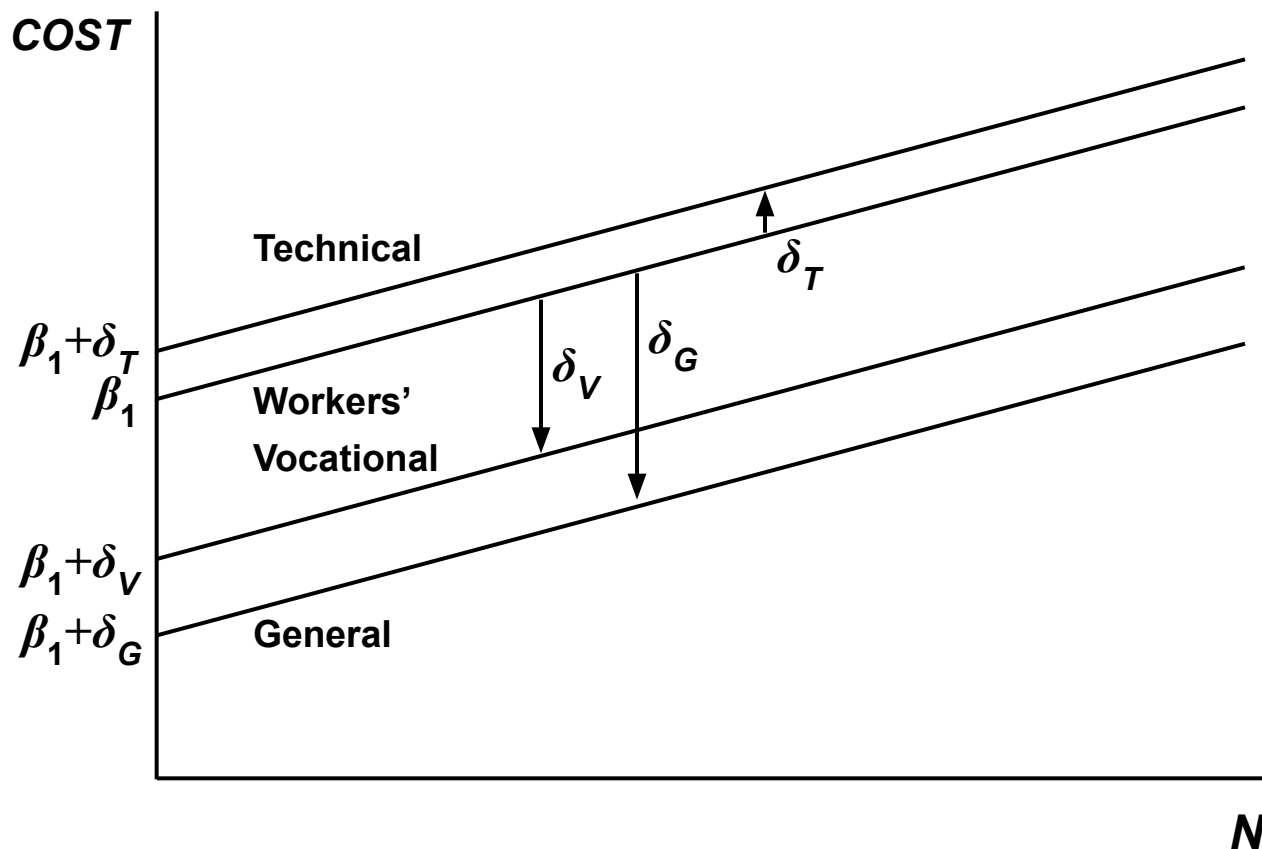 COST
Technical
δT
β1+δT
δG
β1
δV
Workers’
Vocational
β1+δV
β1+δG
General
N